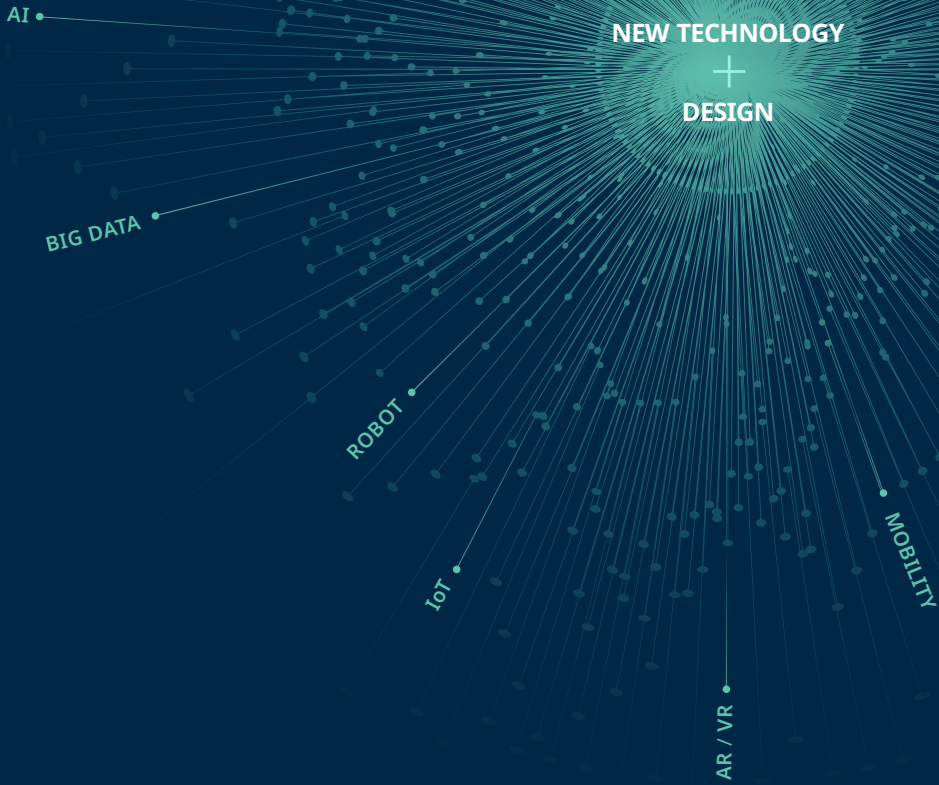 AI
NEW TECHNOLOGY
+
DESIGN
BIG DATA
ROBOT
IoT
MOBILITY
AR / VR